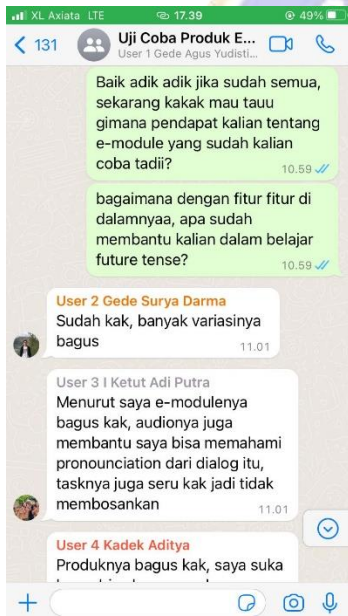 XL Axiata LTE 17.39 49%
131 Uji Coba Produk E...
User 1 Gede Agus Yudisti...
Baik adik adik jika sudah semua,
sekarang kakak mau tauu
gimana pendapat kalian tentang
e-module yang sudah kalian
coba tadii?
10.59
bagaimana dengan fitur fitur di
dalamnyaa, apa sudah
membantu kalian dalam belajar
future tense?
10.59
User 2 Gede Surya Darma
Sudah kak, banyak variasinya
bagus
11.01
User 3 I Ketut Adi Putra
Menurut saya e-modulenya
bagus kak, audionya juga
membantu saya bisa memahami
pronounciation dari dialog itu,
tasknya juga seru kak jadi tidak
membosankan
11.01
User 4 Kadek Aditya
Produknya bagus kak, saya suka